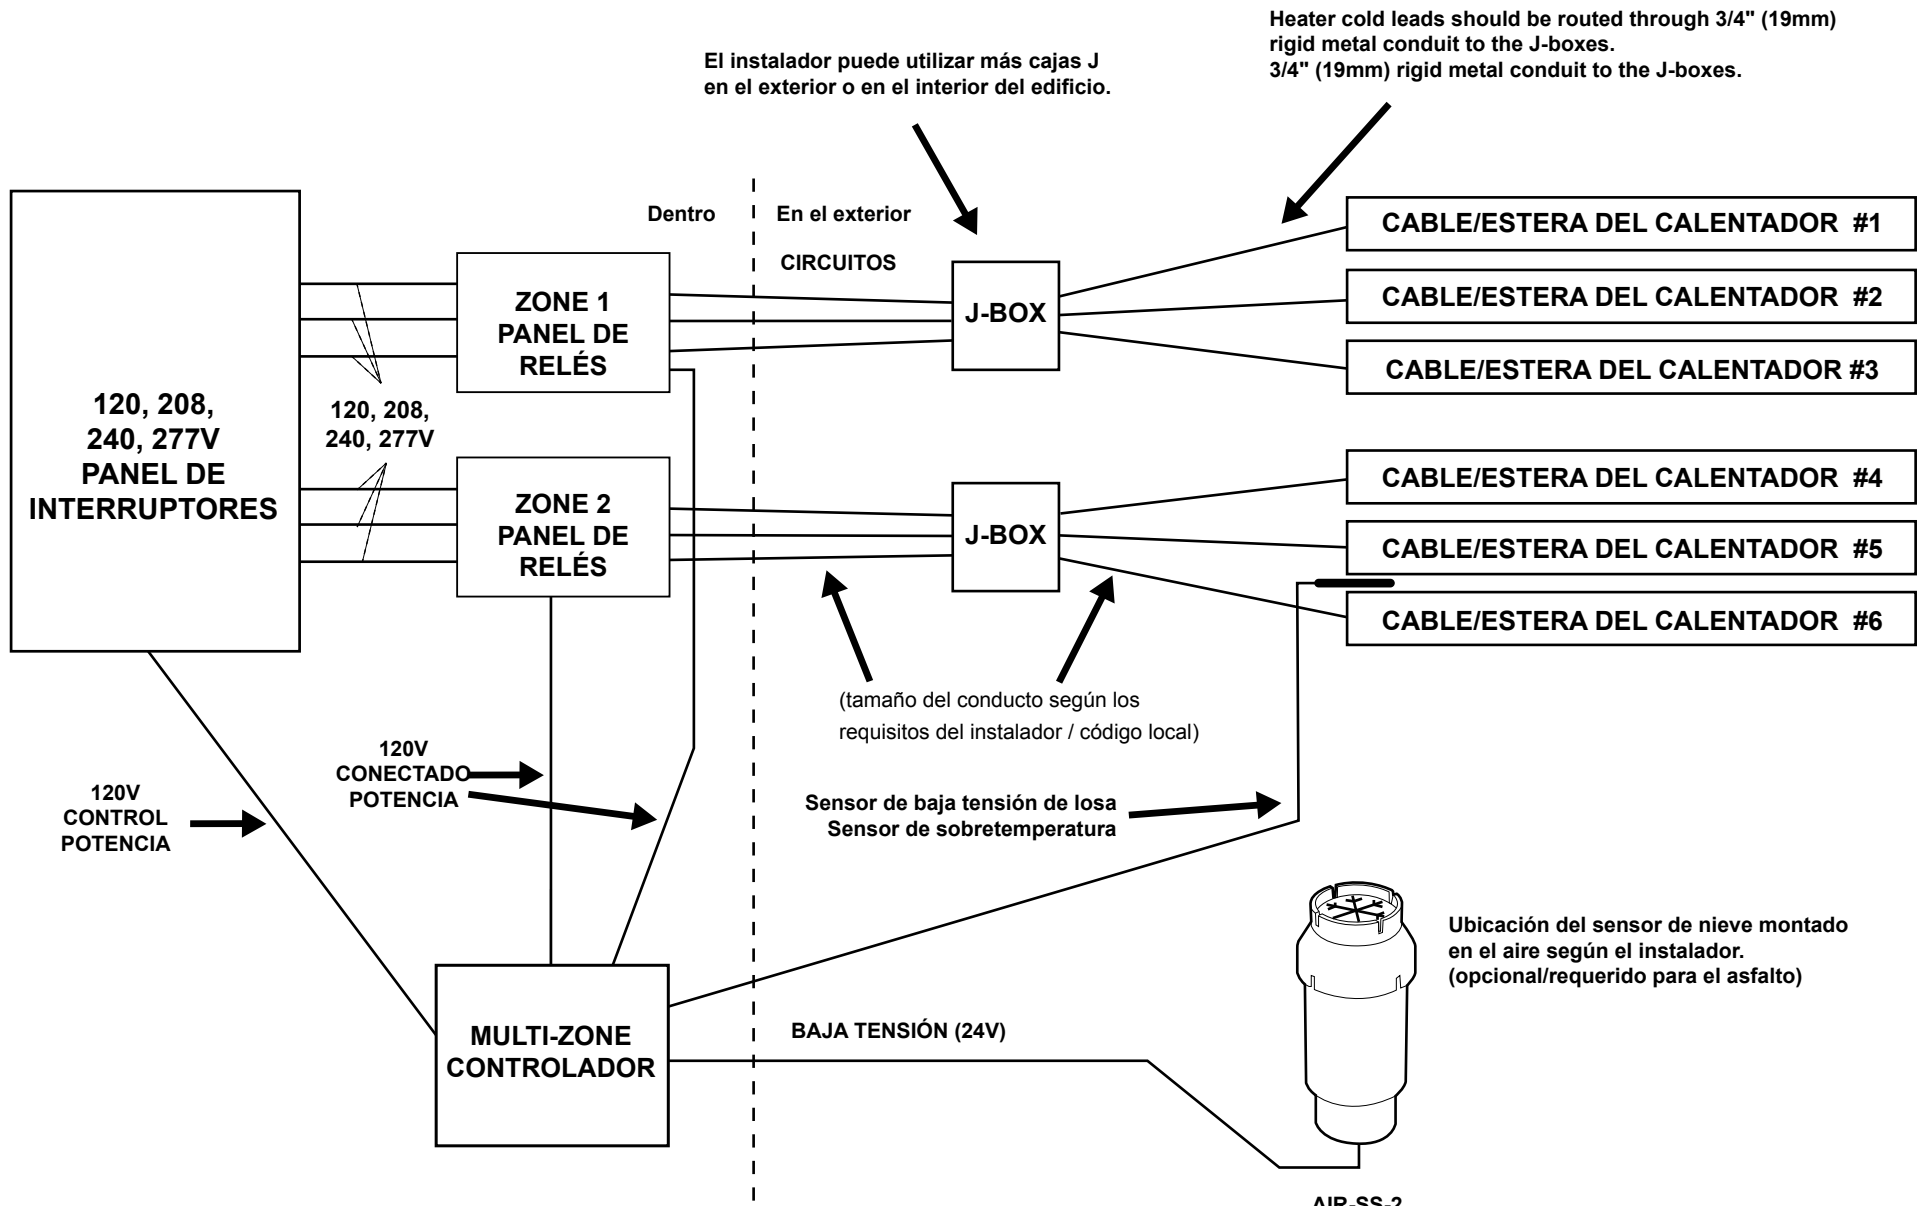 Heater cold leads should be routed through 3/4" (19mm)
rigid metal conduit to the J-boxes.
3/4" (19mm) rigid metal conduit to the J-boxes.
El instalador puede utilizar más cajas J
en el exterior o en el interior del edificio.
Dentro
En el exterior
CIRCUITOS
120, 208,
240, 277V
PANEL DE
INTERRUPTORES
120, 208,
240, 277V
ZONE 1
PANEL DE
RELÉS
J-BOX
CABLE/ESTERA DEL CALENTADOR #1
CABLE/ESTERA DEL CALENTADOR #2
CABLE/ESTERA DEL CALENTADOR #3
ZONE 2
PANEL DE
RELÉS
J-BOX
CABLE/ESTERA DEL CALENTADOR #4
CABLE/ESTERA DEL CALENTADOR #5
CABLE/ESTERA DEL CALENTADOR #6
(tamaño del conducto según los
requisitos del instalador / código local)
120V
CONECTADO
POTENCIA
120V
CONTROL
POTENCIA
Sensor de baja tensión de losa
Sensor de sobretemperatura
Ubicación del sensor de nieve montado
en el aire según el instalador.
(opcional/requerido para el asfalto)
MULTI-ZONE
CONTROLADOR
BAJA TENSIÓN (24V)
AIR-SS-2